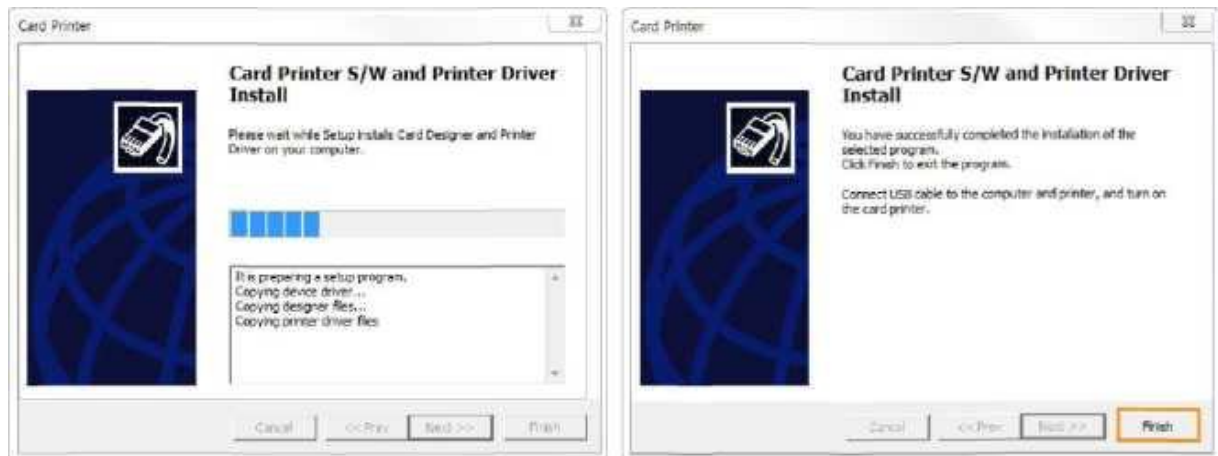 Card Printer
Card Printer S/W and Printer Driver
Install
Please wait while Setup Installs Card Designer and Printer
Driver on your computer.
It is preparing a setup program.
Copying device driver...
Copying designer files...
Copying printer driver files
Cancel
<< Prev
Next >>
Finish
Card Printer
Card Printer S/W and Printer Driver
Install
You have successfully completed the installation of the
selected program.
Click Finish to exit the program.
Connect USB cable to the computer and printer, and turn on
the card printer.
Cancel
<< Prev
Next >>
Finish